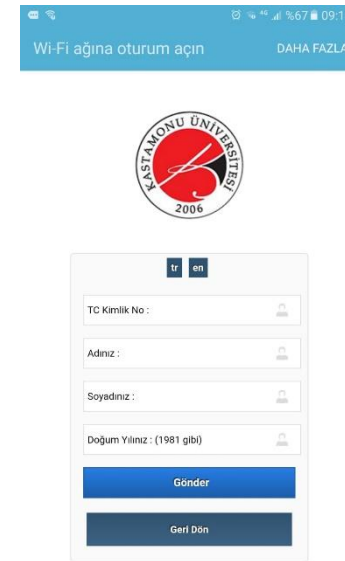 4G %67 09:1
Wi-Fi ağına oturum açın DAHA FAZLA
KASTAMONU ÜNİVERSİTESİ
2006
tr en
TC Kimlik No :
Adınız :
Soyadınız :
Doğum Yılınız : (1981 gibi)
Gönder
Geri Dön